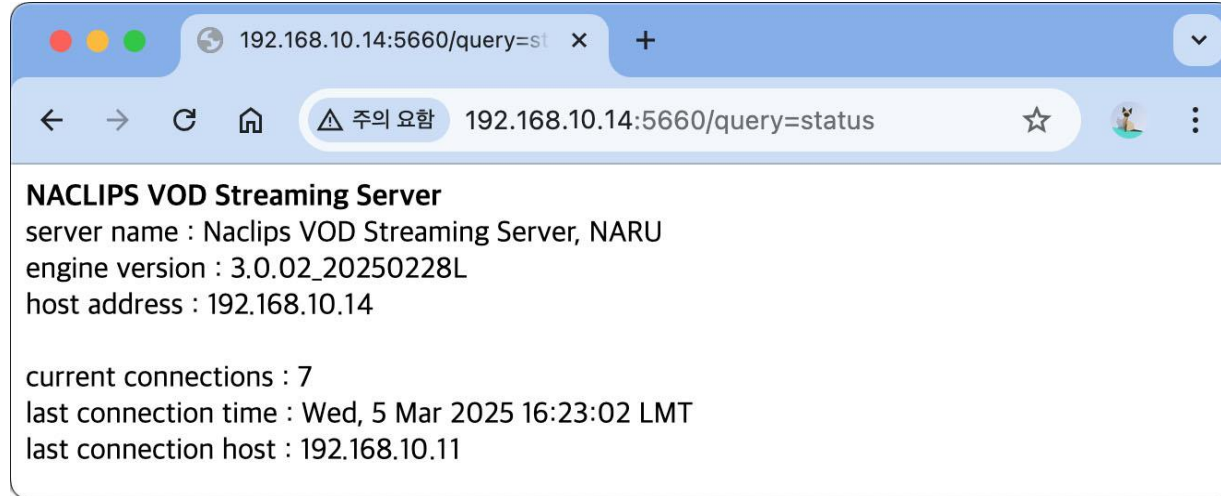 192.168.10.14:5660/query=st
주의 요함 192.168.10.14:5660/query=status
NACLIPS VOD Streaming Server
server name : Naclips VOD Streaming Server, NARU
engine version : 3.0.02_20250228L
host address : 192.168.10.14
current connections : 7
last connection time : Wed, 5 Mar 2025 16:23:02 LMT
last connection host : 192.168.10.11